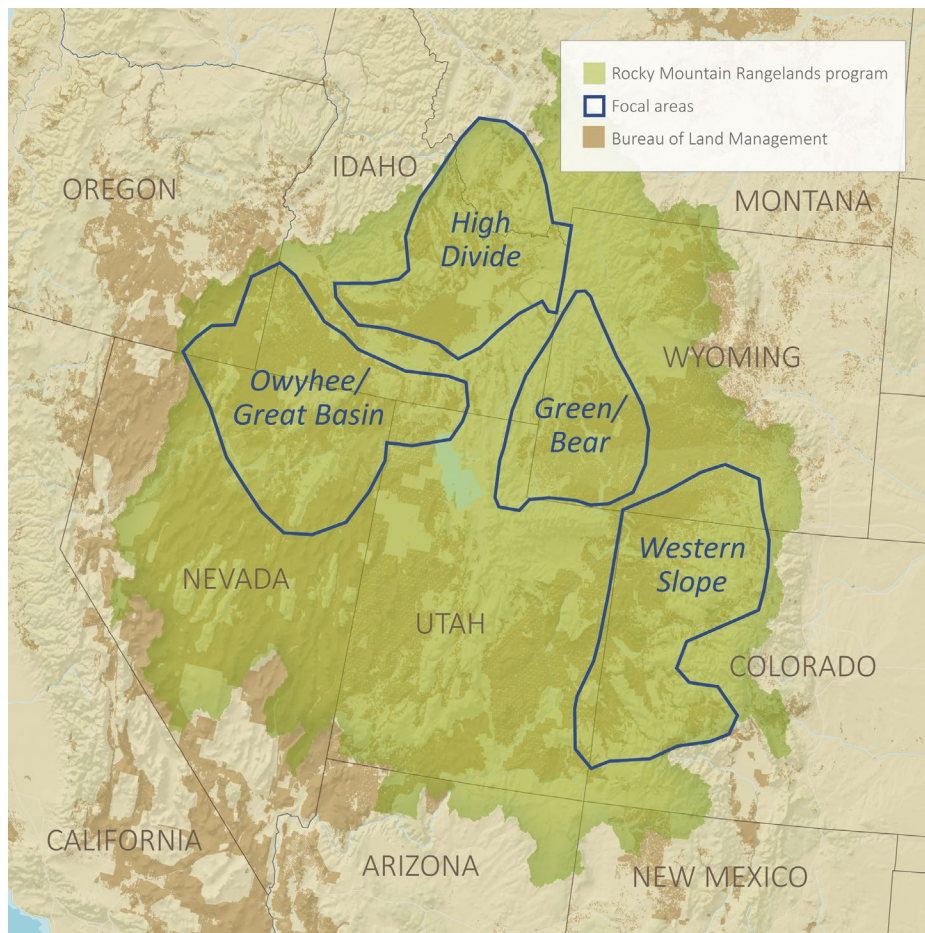 Rocky Mountain Rangelands program
Focal areas
Bureau of Land Management
IDAHO
OREGON
MONTANA
High
Divide
WYOMING
Owyhee/
Great Basin
Green/
Bear
Western
Slope
NEVADA
UTAH
COLORADO
CALIFORNIA
ARIZONA
NEW MEXICO